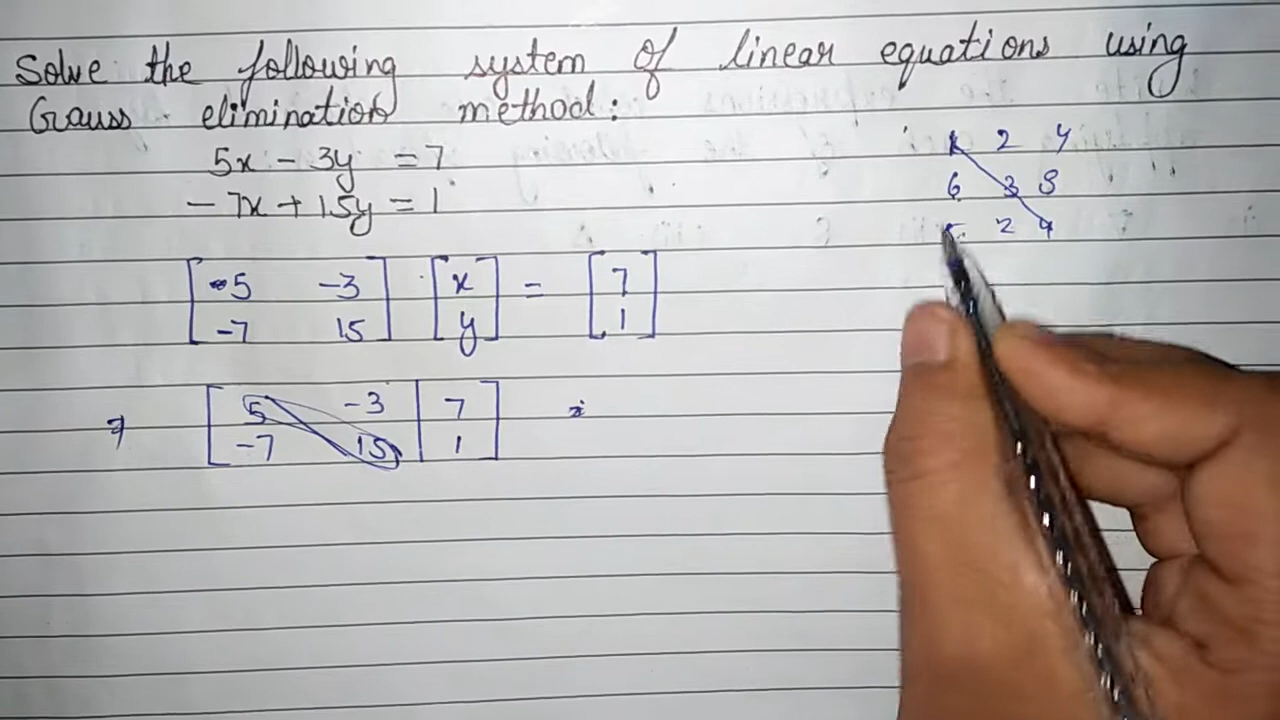 Solve the following system of linear equations using
Gauss elimination method:
5x - 3y = 7
- 7x + 15y = 1
1 2 4
6 3 8
2 4
[ 5 -3 ] . [ x ] = [ 7 ]
[ -7 15 ] [ y ] [ 1 ]
[ 5 -3 | 7 ]
[ -7 15 | 1 ]